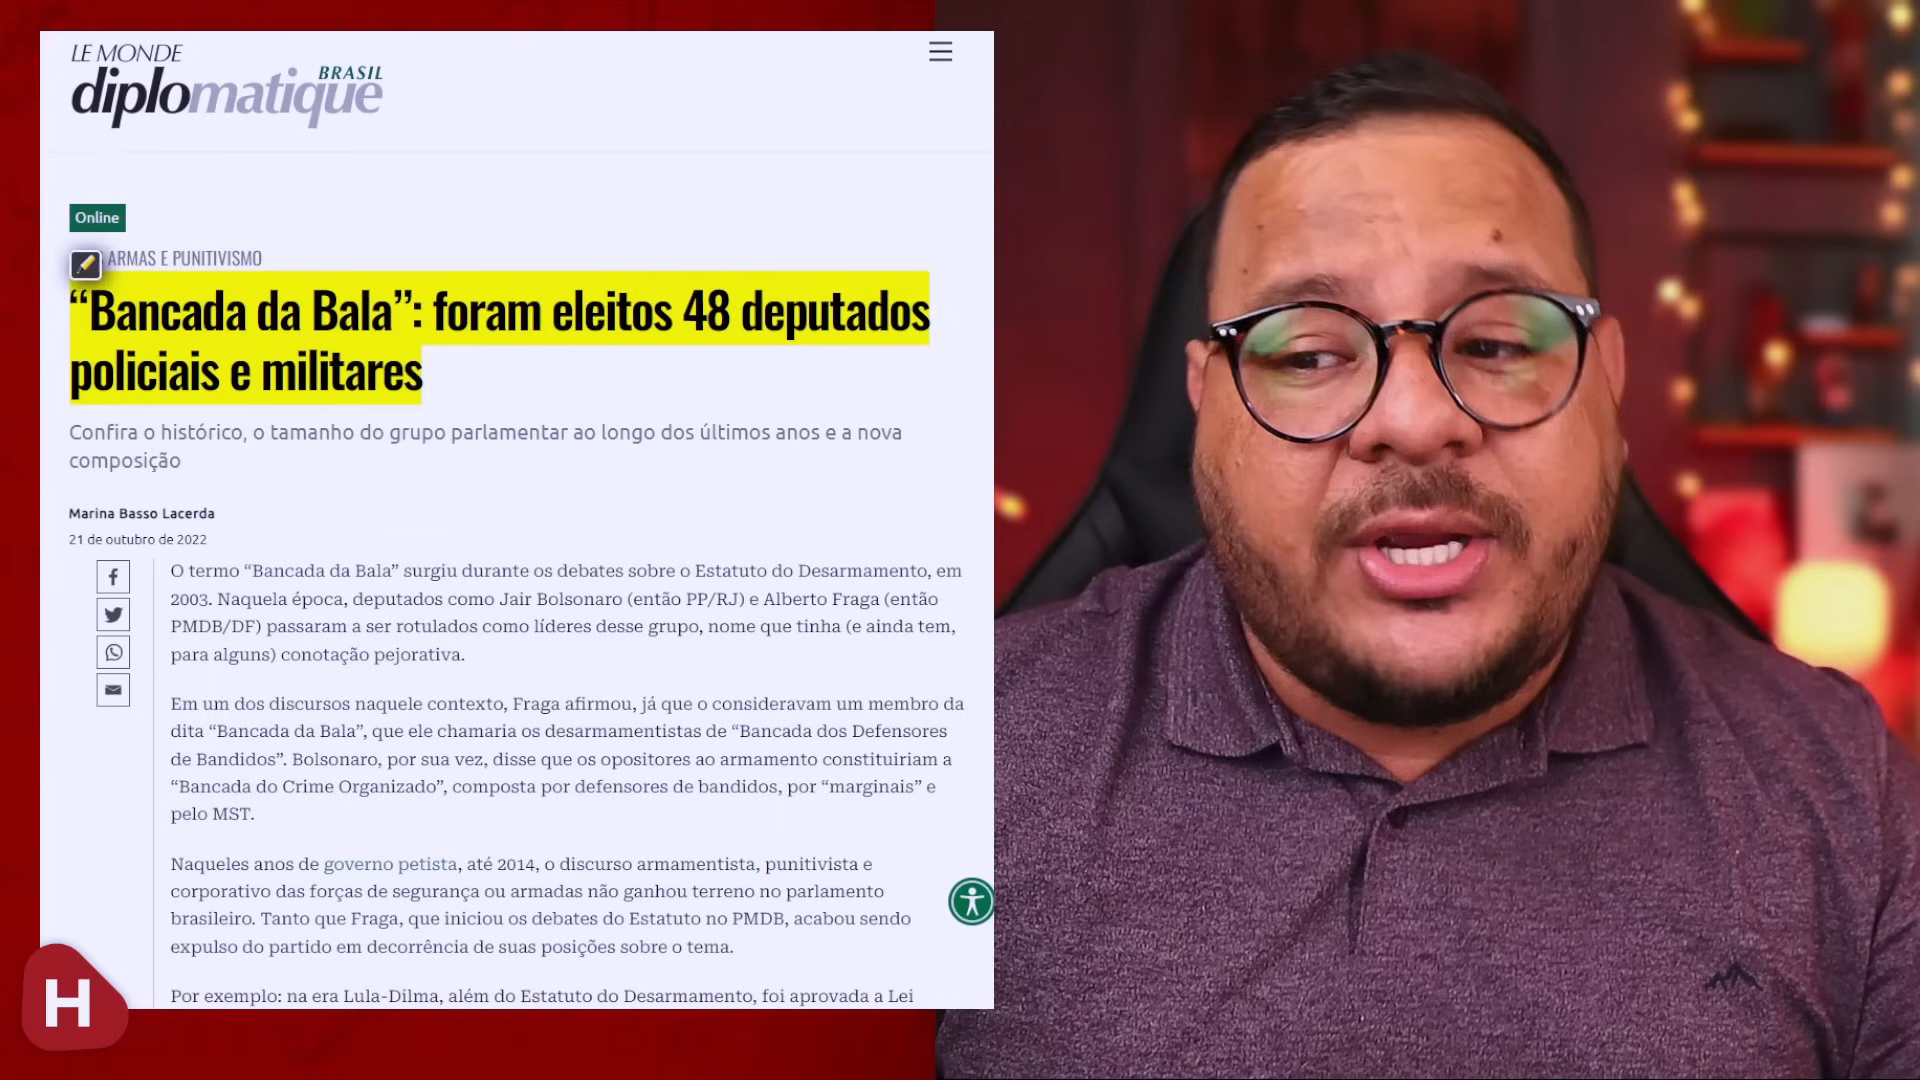 LE MONDE
diplomatique
BRASIL
Online
ARMAS E PUNITIVISMO
“Bancada da Bala”: foram eleitos 48 deputados
policiais e militares
Confira o histórico, o tamanho do grupo parlamentar ao longo dos últimos anos e a nova
composição
Marina Basso Lacerda
21 de outubro de 2022
O termo “Bancada da Bala” surgiu durante os debates sobre o Estatuto do Desarmamento, em
2003. Naquela época, deputados como Jair Bolsonaro (então PP/RJ) e Alberto Fraga (então
PMDB/DF) passaram a ser rotulados como líderes desse grupo, nome que tinha (e ainda tem,
para alguns) conotação pejorativa.
Em um dos discursos naquele contexto, Fraga afirmou, já que o consideravam um membro da
dita “Bancada da Bala”, que ele chamaria os desarmamentistas de “Bancada dos Defensores
de Bandidos”. Bolsonaro, por sua vez, disse que os opositores ao armamento constituiriam a
“Bancada do Crime Organizado”, composta por defensores de bandidos, por “marginais” e
pelo MST.
Naqueles anos de governo petista, até 2014, o discurso armamentista, punitivista e
corporativo das forças de segurança ou armadas não ganhou terreno no parlamento
brasileiro. Tanto que Fraga, que iniciou os debates do Estatuto no PMDB, acabou sendo
expulso do partido em decorrência de suas posições sobre o tema.
Por exemplo: na era Lula-Dilma, além do Estatuto do Desarmamento, foi aprovada a Lei
H